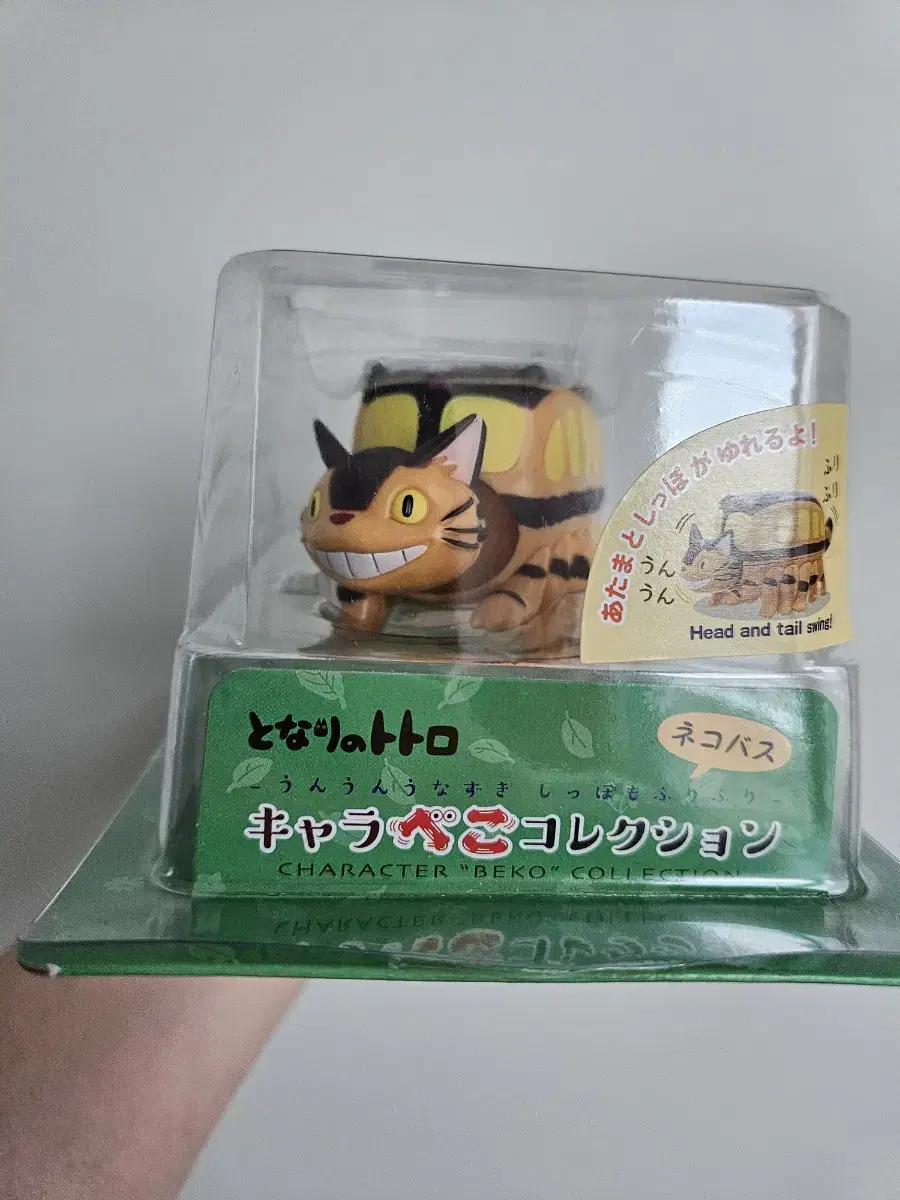 あたまとしっぽがゆれるよ!
ふり
ふり
うん
うん
Head and tail swing!
となりのトトロ
ネコバス
-うんうんうなずき しっぽもふりふり-
キャラべこコレクション
CHARACTER "BEKO" COLLECTION